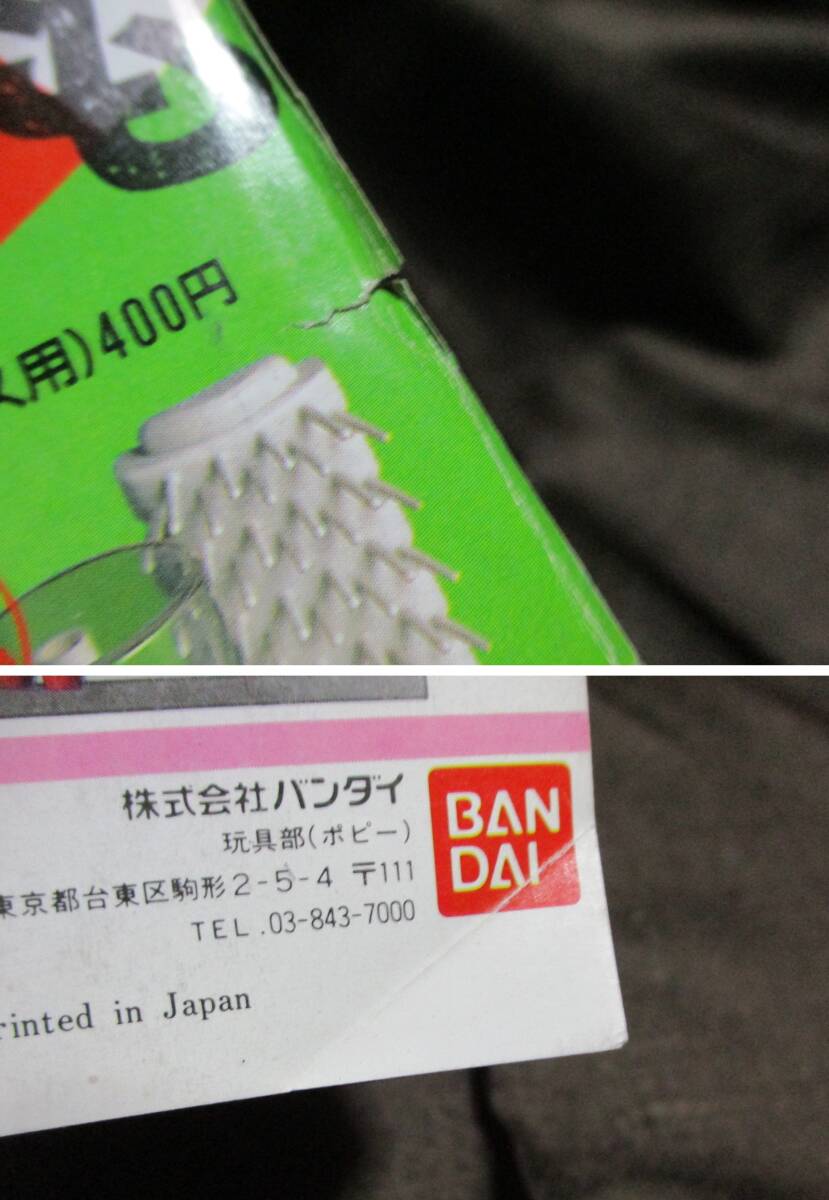 用)400円
株式会社バンダイ
玩具部(ポピー)
東京都台東区駒形2-5-4 〒111
TEL.03-843-7000
BAN
DAI
rinted in Japan